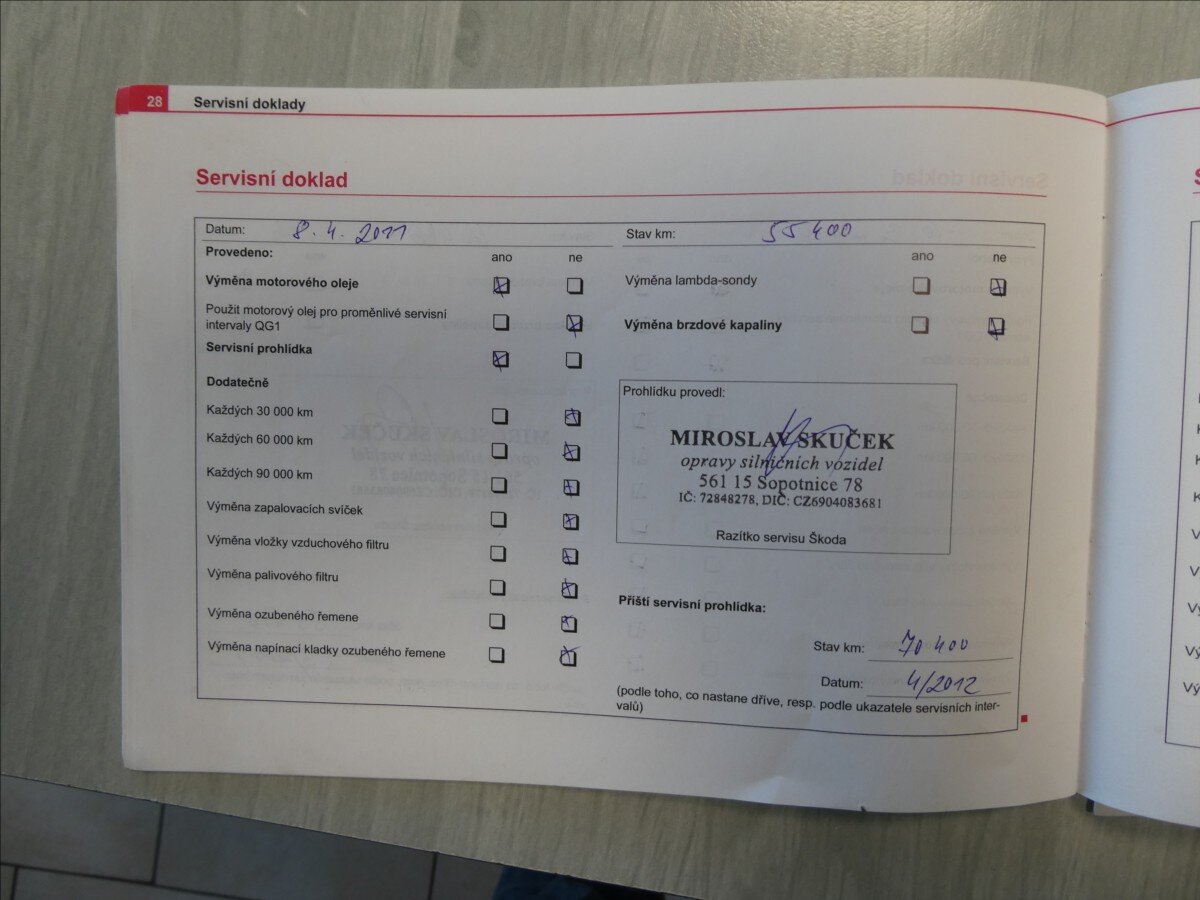 28 Servisní doklady
Servisní doklad
Datum: 8. 4. 2011
Provedeno: ano ne
Výměna motorového oleje
Použit motorový olej pro proměnlivé servisní
intervaly QG1
Servisní prohlídka
Dodatečně
Každých 30 000 km
Každých 60 000 km
Každých 90 000 km
Výměna zapalovacích svíček
Výměna vložky vzduchového filtru
Výměna palivového filtru
Výměna ozubeného řemene
Výměna napínací kladky ozubeného řemene
Stav km: 55 400
ano ne
Výměna lambda-sondy
Výměna brzdové kapaliny
Prohlídku provedl:
MIROSLAV SKUČEK
opravy silničních vozidel
561 15 Sopotnice 78
IČ: 72848278, DIČ: CZ6904083681
Razítko servisu Škoda
Příští servisní prohlídka:
Stav km: 70 400
Datum: 4/2012
(podle toho, co nastane dříve, resp. podle ukazatele servisních inter-
valů)